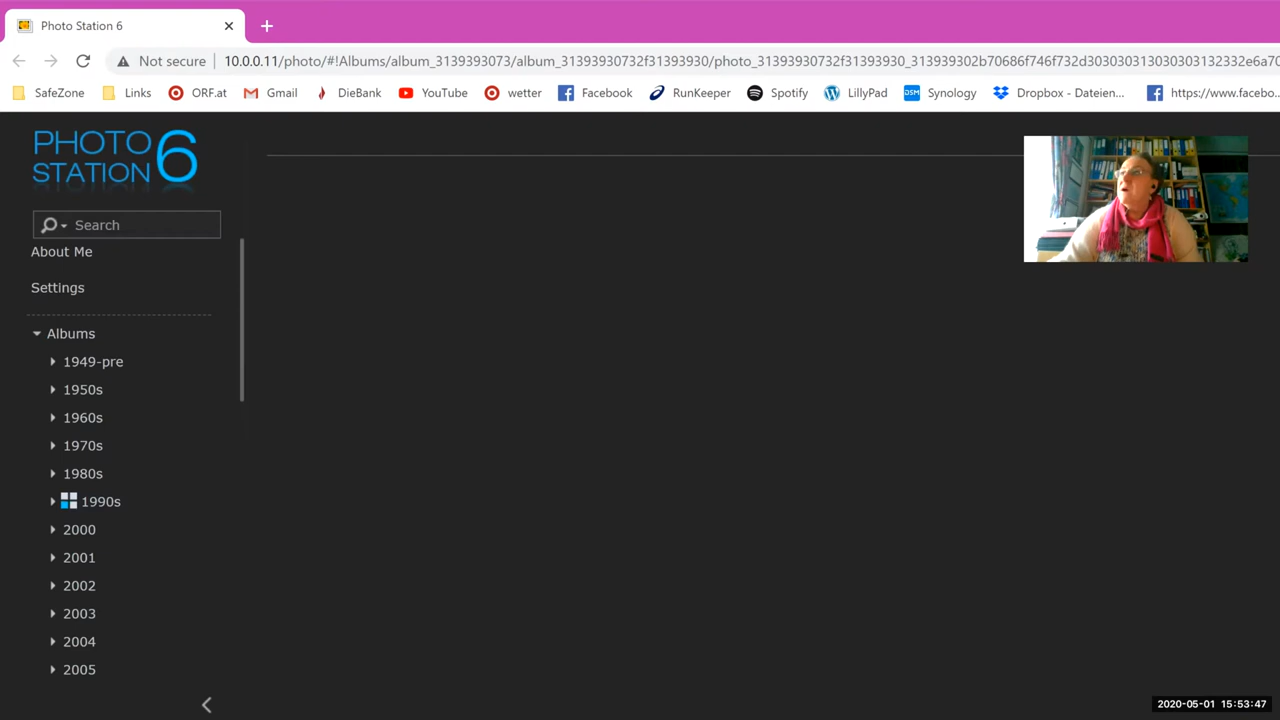 Photo Station 6
Not secure 10.0.0.11/photo/#!Albums/album_3139393073/album_31393930732f31393930/photo_31393930732f31393930_313939302b70686f746f732d303030313030303132332e6a70
SafeZone Links ORF.at Gmail DieBank YouTube wetter Facebook RunKeeper Spotify LillyPad DSM Synology Dropbox - Dateien... https://www.facebo...
PHOTO STATION 6
Search
About Me
Settings
Albums
1949-pre
1950s
1960s
1970s
1980s
1990s
2000
2001
2002
2003
2004
2005
2020-05-01 15:53:47